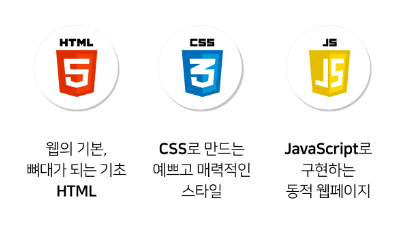 HTML
5
웹의 기본,
뼈대가 되는 기초
HTML
CSS
3
CSS로 만드는
예쁘고 매력적인
스타일
JS
JS
JavaScript로
구현하는
동적 웹페이지